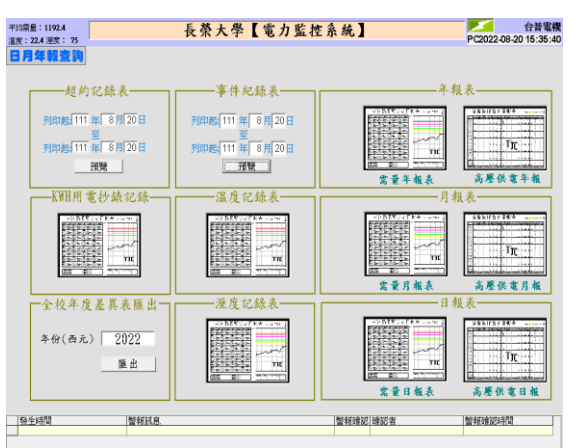 平均需量：1192.4
溫度：22.4 溼度： 75
長榮大學【電力監控系統】
台普電機
PC2022-08-20 15:35:40
日月年報查詢
超約記錄表
列印起 111 年 8 月 20 日
至
列印起 111 年 8 月 20 日
預覽
事件紀錄表
列印起 111 年 8 月 20 日
至
列印起 111 年 8 月 20 日
預覽
年報表
需量年報表
高壓供電年報
KWH用電抄錶記錄
溫度記錄表
月報表
需量月報表
高壓供電月報
全校年度差異表匯出
年份(西元) 2022
匯出
溼度記錄表
日報表
需量日報表
高壓供電日報
發生時間 警報訊息 警報確認 確認者 警報確認時間